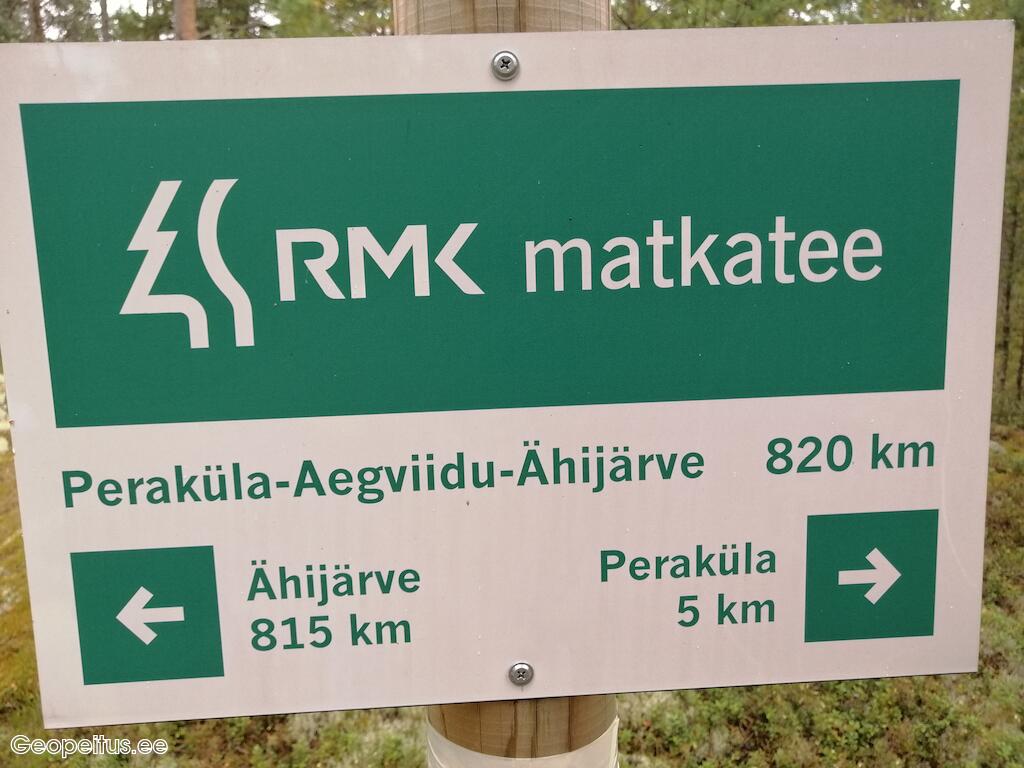 RMK matkatee
Peraküla-Aegviidu-Ähijärve 820 km
Ähijärve
815 km
Peraküla
5 km
Geopeitus.ee